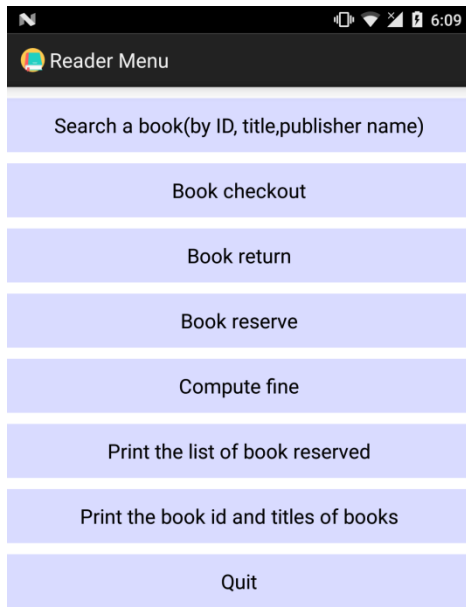 6:09
Reader Menu
Search a book(by ID, title,publisher name)
Book checkout
Book return
Book reserve
Compute fine
Print the list of book reserved
Print the book id and titles of books
Quit